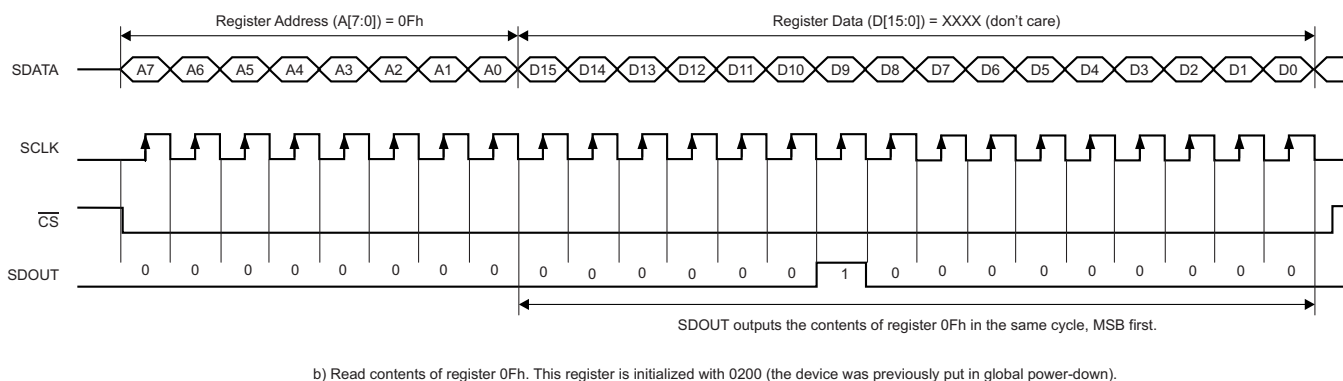 Register Address (A[7:0]) = 0Fh Register Data (D[15:0]) = XXXX (don’t care)
SDATA A7 A6 A5 A4 A3 A2 A1 A0 D15 D14 D13 D12 D11 D10 D9 D8 D7 D6 D5 D4 D3 D2 D1 D0
SCLK
CS
SDOUT 0 0 0 0 0 0 0 0 0 0 0 0 0 0 1 0 0 0 0 0 0 0 0 0
SDOUT outputs the contents of register 0Fh in the same cycle, MSB first.
b) Read contents of register 0Fh. This register is initialized with 0200 (the device was previously put in global power-down).